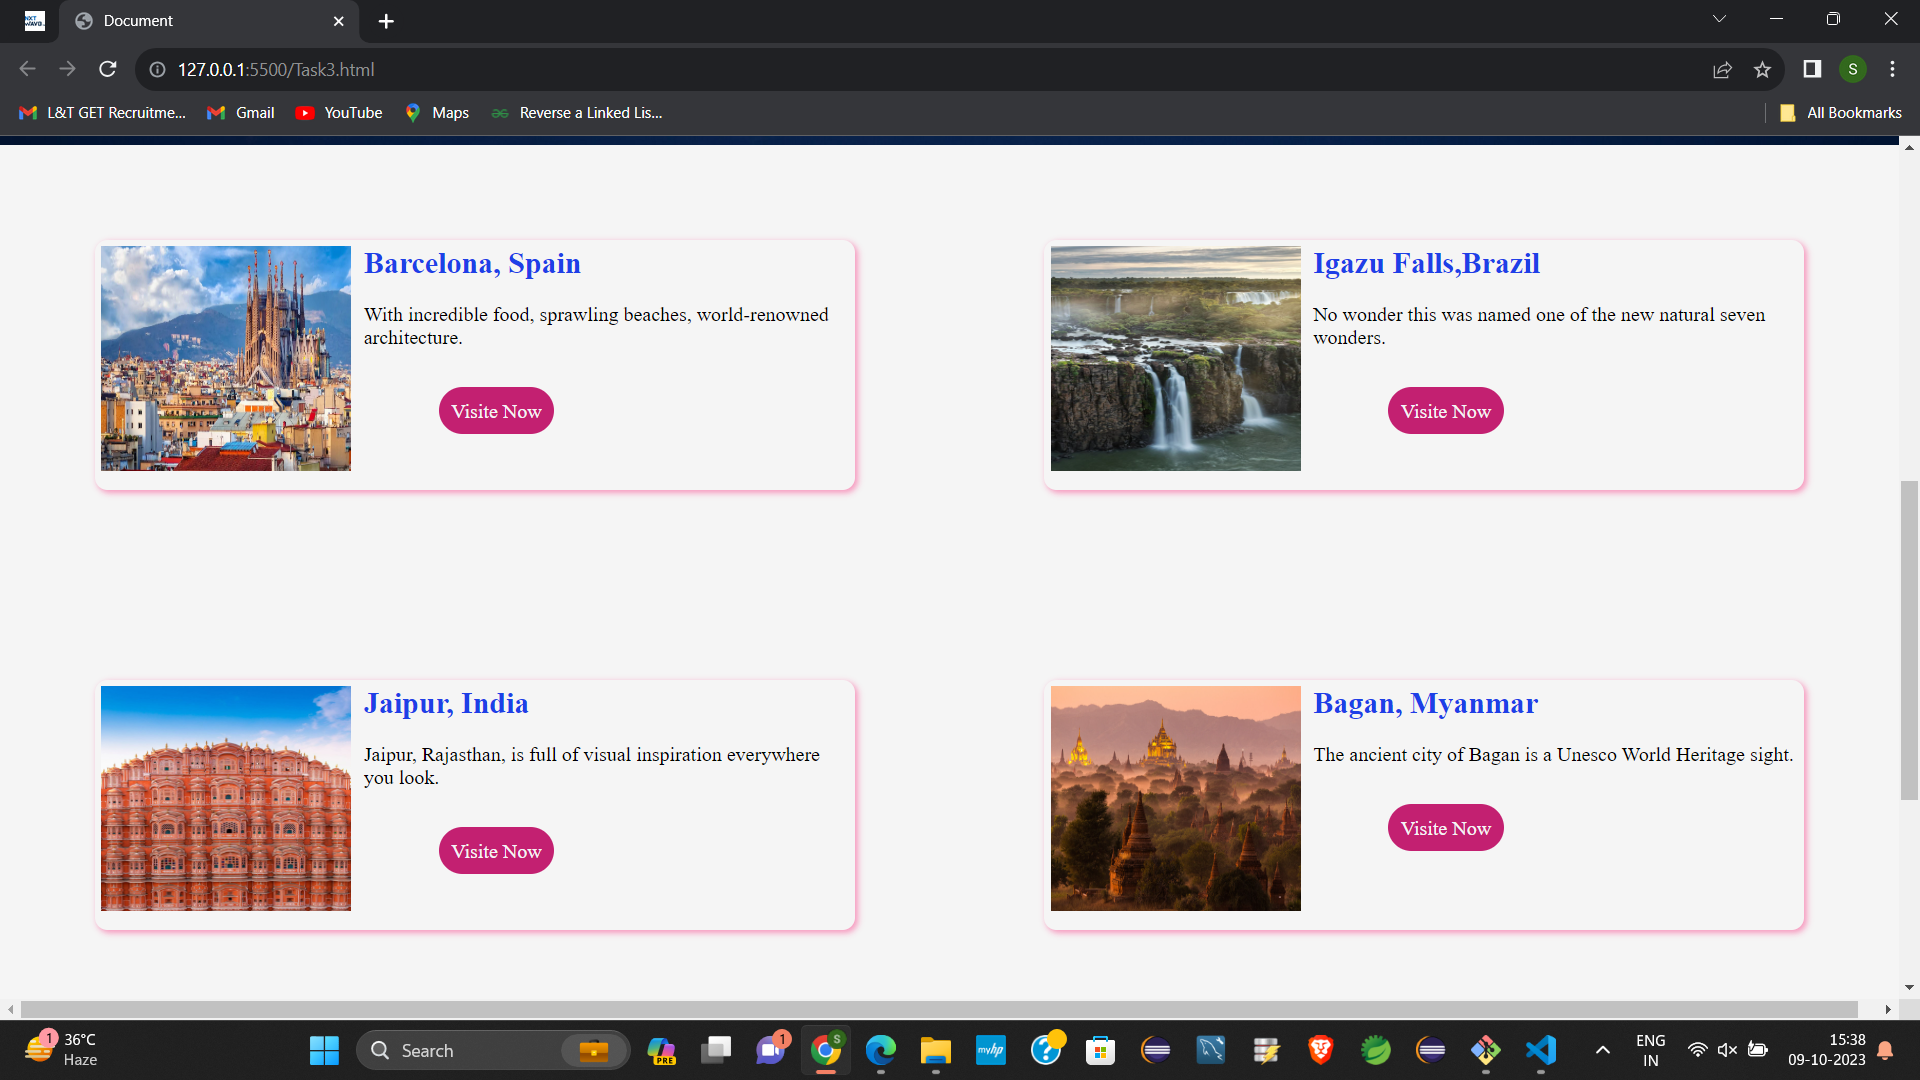 Document
127.0.0.1:5500/Task3.html
S
L&T GET Recruitme...
Gmail
YouTube
Maps
Reverse a Linked Lis...
All Bookmarks
Barcelona, Spain
With incredible food, sprawling beaches, world-renowned
architecture.
Visite Now
Igazu Falls,Brazil
No wonder this was named one of the new natural seven
wonders.
Visite Now
Jaipur, India
Jaipur, Rajasthan, is full of visual inspiration everywhere
you look.
Visite Now
Bagan, Myanmar
The ancient city of Bagan is a Unesco World Heritage sight.
Visite Now
1
36°C
Haze
Search
PRE
1
S
myhp
ENG
IN
15:38
09-10-2023